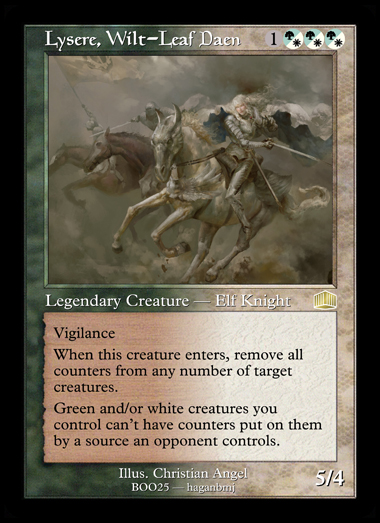 Lysere, Wilt-Leaf Daen 1
Legendary Creature — Elf Knight
Vigilance
When this creature enters, remove all
counters from any number of target
creatures.
Green and/or white creatures you
control can't have counters put on them
by a source an opponent controls.
Illus. Christian Angel
BOO25 — haganbmj
5/4